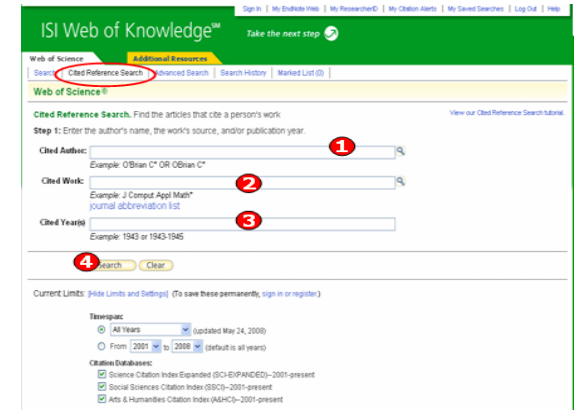 Sign In | My EndNote Web | My ResearcherID | My Citation Alerts | My Saved Searches | Log Out | Help
ISI Web of Knowledge℠ Take the next step
Web of Science Additional Resources
Search | Cited Reference Search | Advanced Search | Search History | Marked List (0) |
Web of Science®
Cited Reference Search. Find the articles that cite a person's work
View our Cited Reference Search tutorial.
Step 1: Enter the author's name, the work's source, and/or publication year.
Cited Author: 1
Example: O'Brian C* OR OBrian C*
Cited Work: 2
Example: J Comput Appl Math*
journal abbreviation list
Cited Year(s) 3
Example: 1943 or 1943-1945
4 Search Clear
Current Limits: [Hide Limits and Settings] (To save these permanently, sign in or register.)
Timespan:
All Years (updated May 24, 2008)
From 2001 to 2008 (default is all years)
Citation Databases:
Science Citation Index Expanded (SCI-EXPANDED)--2001-present
Social Sciences Citation Index (SSCI)--2001-present
Arts & Humanities Citation Index (A&HCI)--2001-present